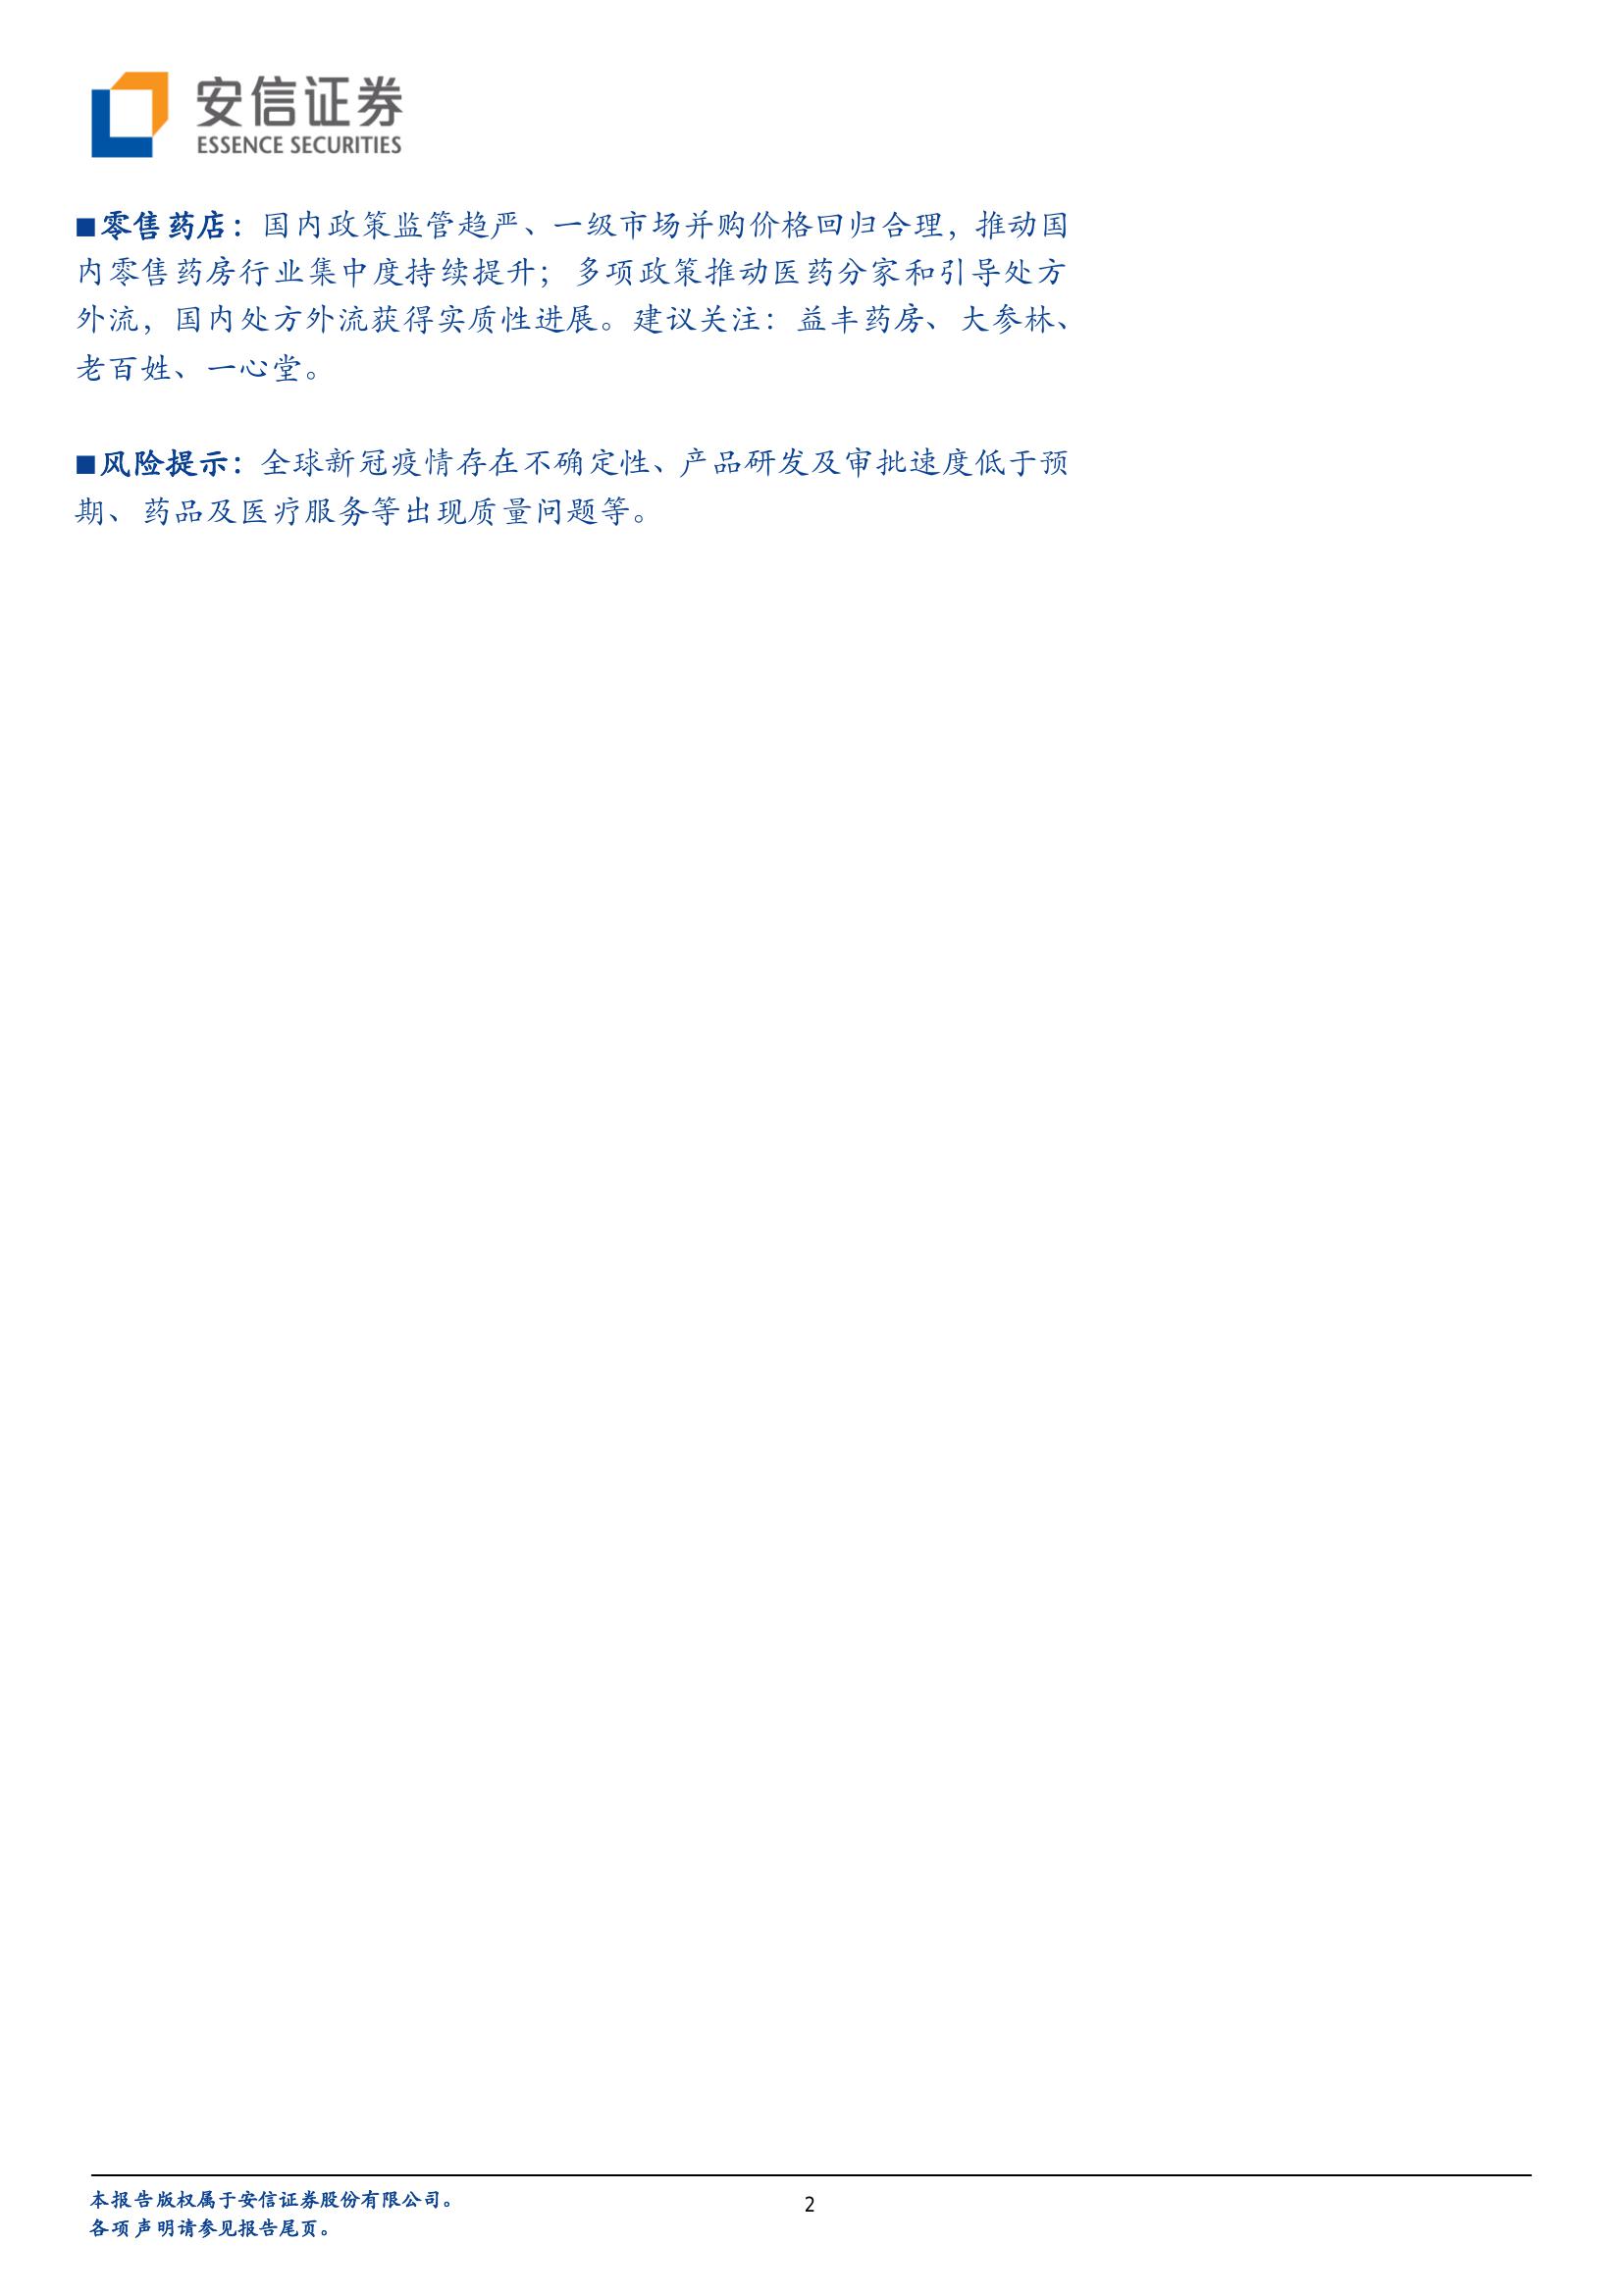 安信证券
ESSENCE SECURITIES
■零售药店：国内政策监管趋严、一级市场并购价格回归合理，推动国
内零售药房行业集中度持续提升；多项政策推动医药分家和引导处方
外流，国内处方外流获得实质性进展。建议关注：益丰药房、大参林、
老百姓、一心堂。
■风险提示：全球新冠疫情存在不确定性、产品研发及审批速度低于预
期、药品及医疗服务等出现质量问题等。
本报告版权属于安信证券股份有限公司。
2
各项声明请参见报告尾页。